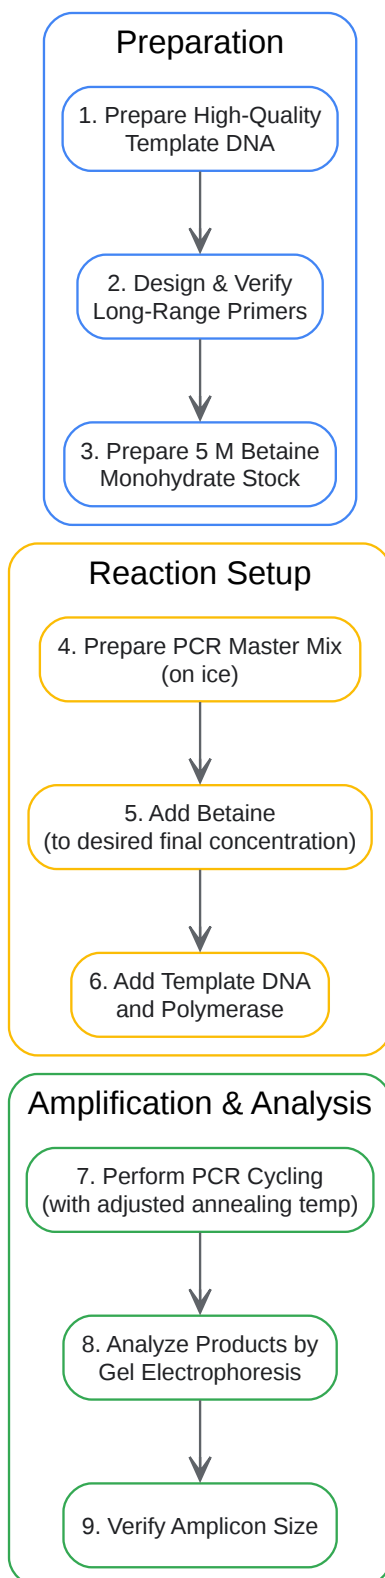 Preparation
1. Prepare High-Quality
Template DNA
2. Design & Verify
Long-Range Primers
3. Prepare 5 M Betaine
Monohydrate Stock
Reaction Setup
4. Prepare PCR Master Mix
(on ice)
5. Add Betaine
(to desired final concentration)
6. Add Template DNA
and Polymerase
Amplification & Analysis
7. Perform PCR Cycling
(with adjusted annealing temp)
8. Analyze Products by
Gel Electrophoresis
9. Verify Amplicon Size